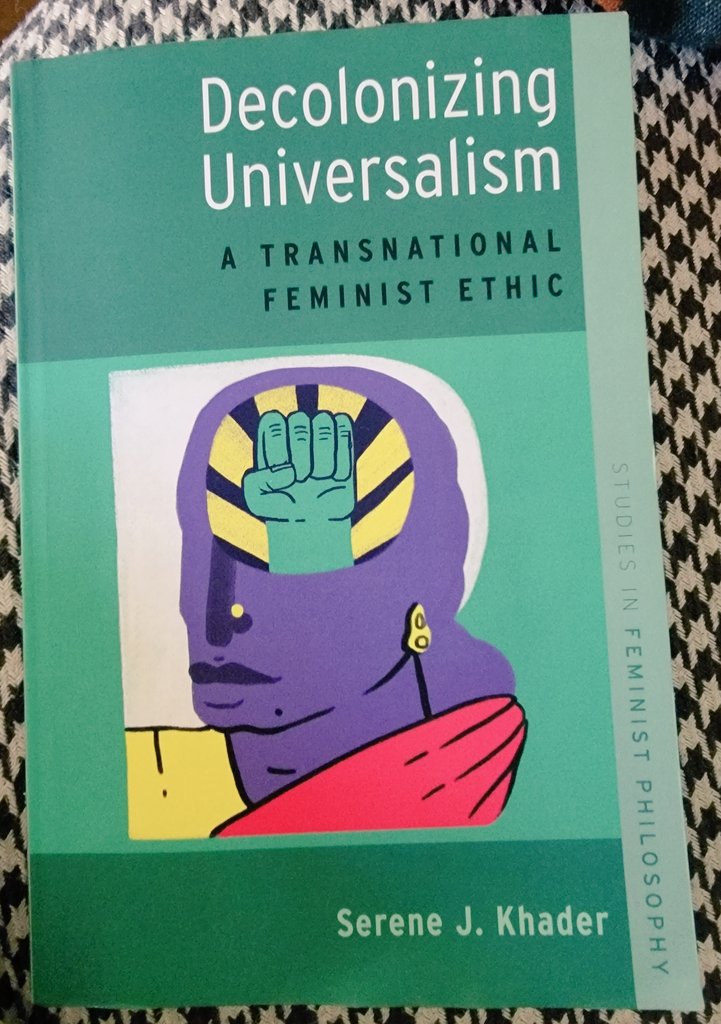 Decolonizing
Universalism
A TRANSNATIONAL
FEMINIST ETHIC
STUDIES IN FEMINIST PHILOSOPHY
Serene J. Khader